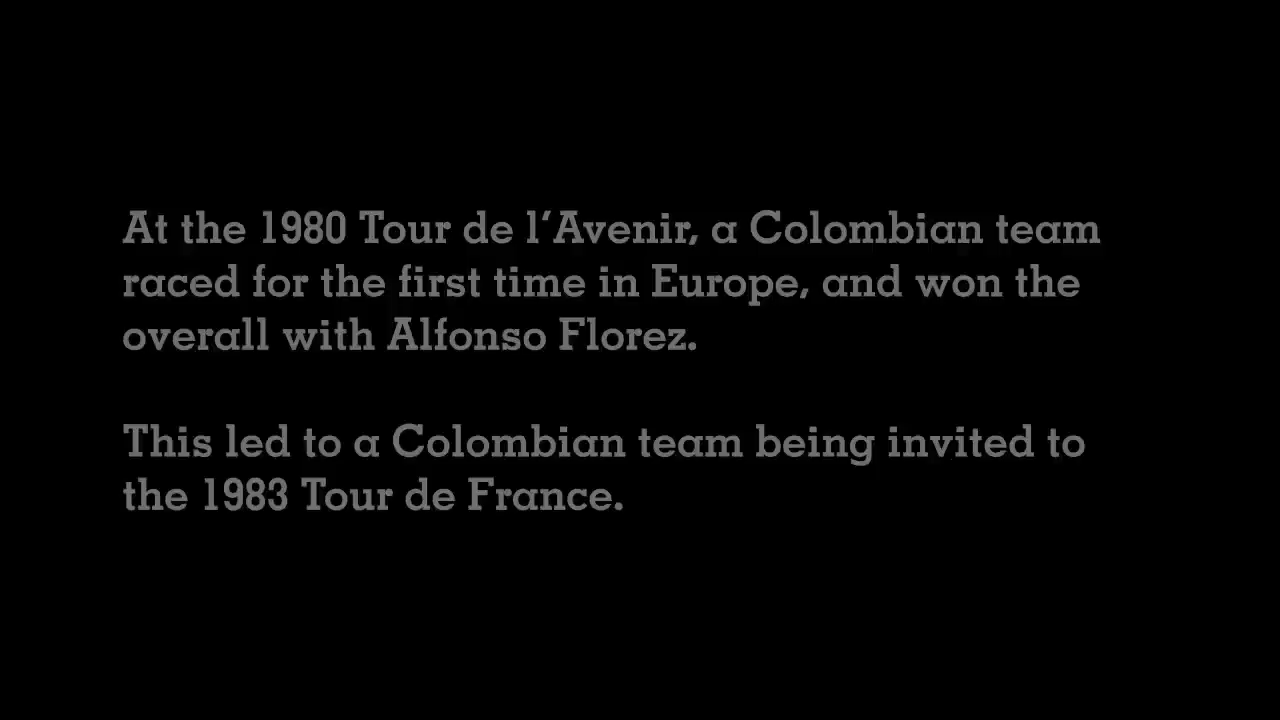 At the 1980 Tour de l’Avenir, a Colombian team
raced for the first time in Europe, and won the
overall with Alfonso Florez.
This led to a Colombian team being invited to
the 1983 Tour de France.